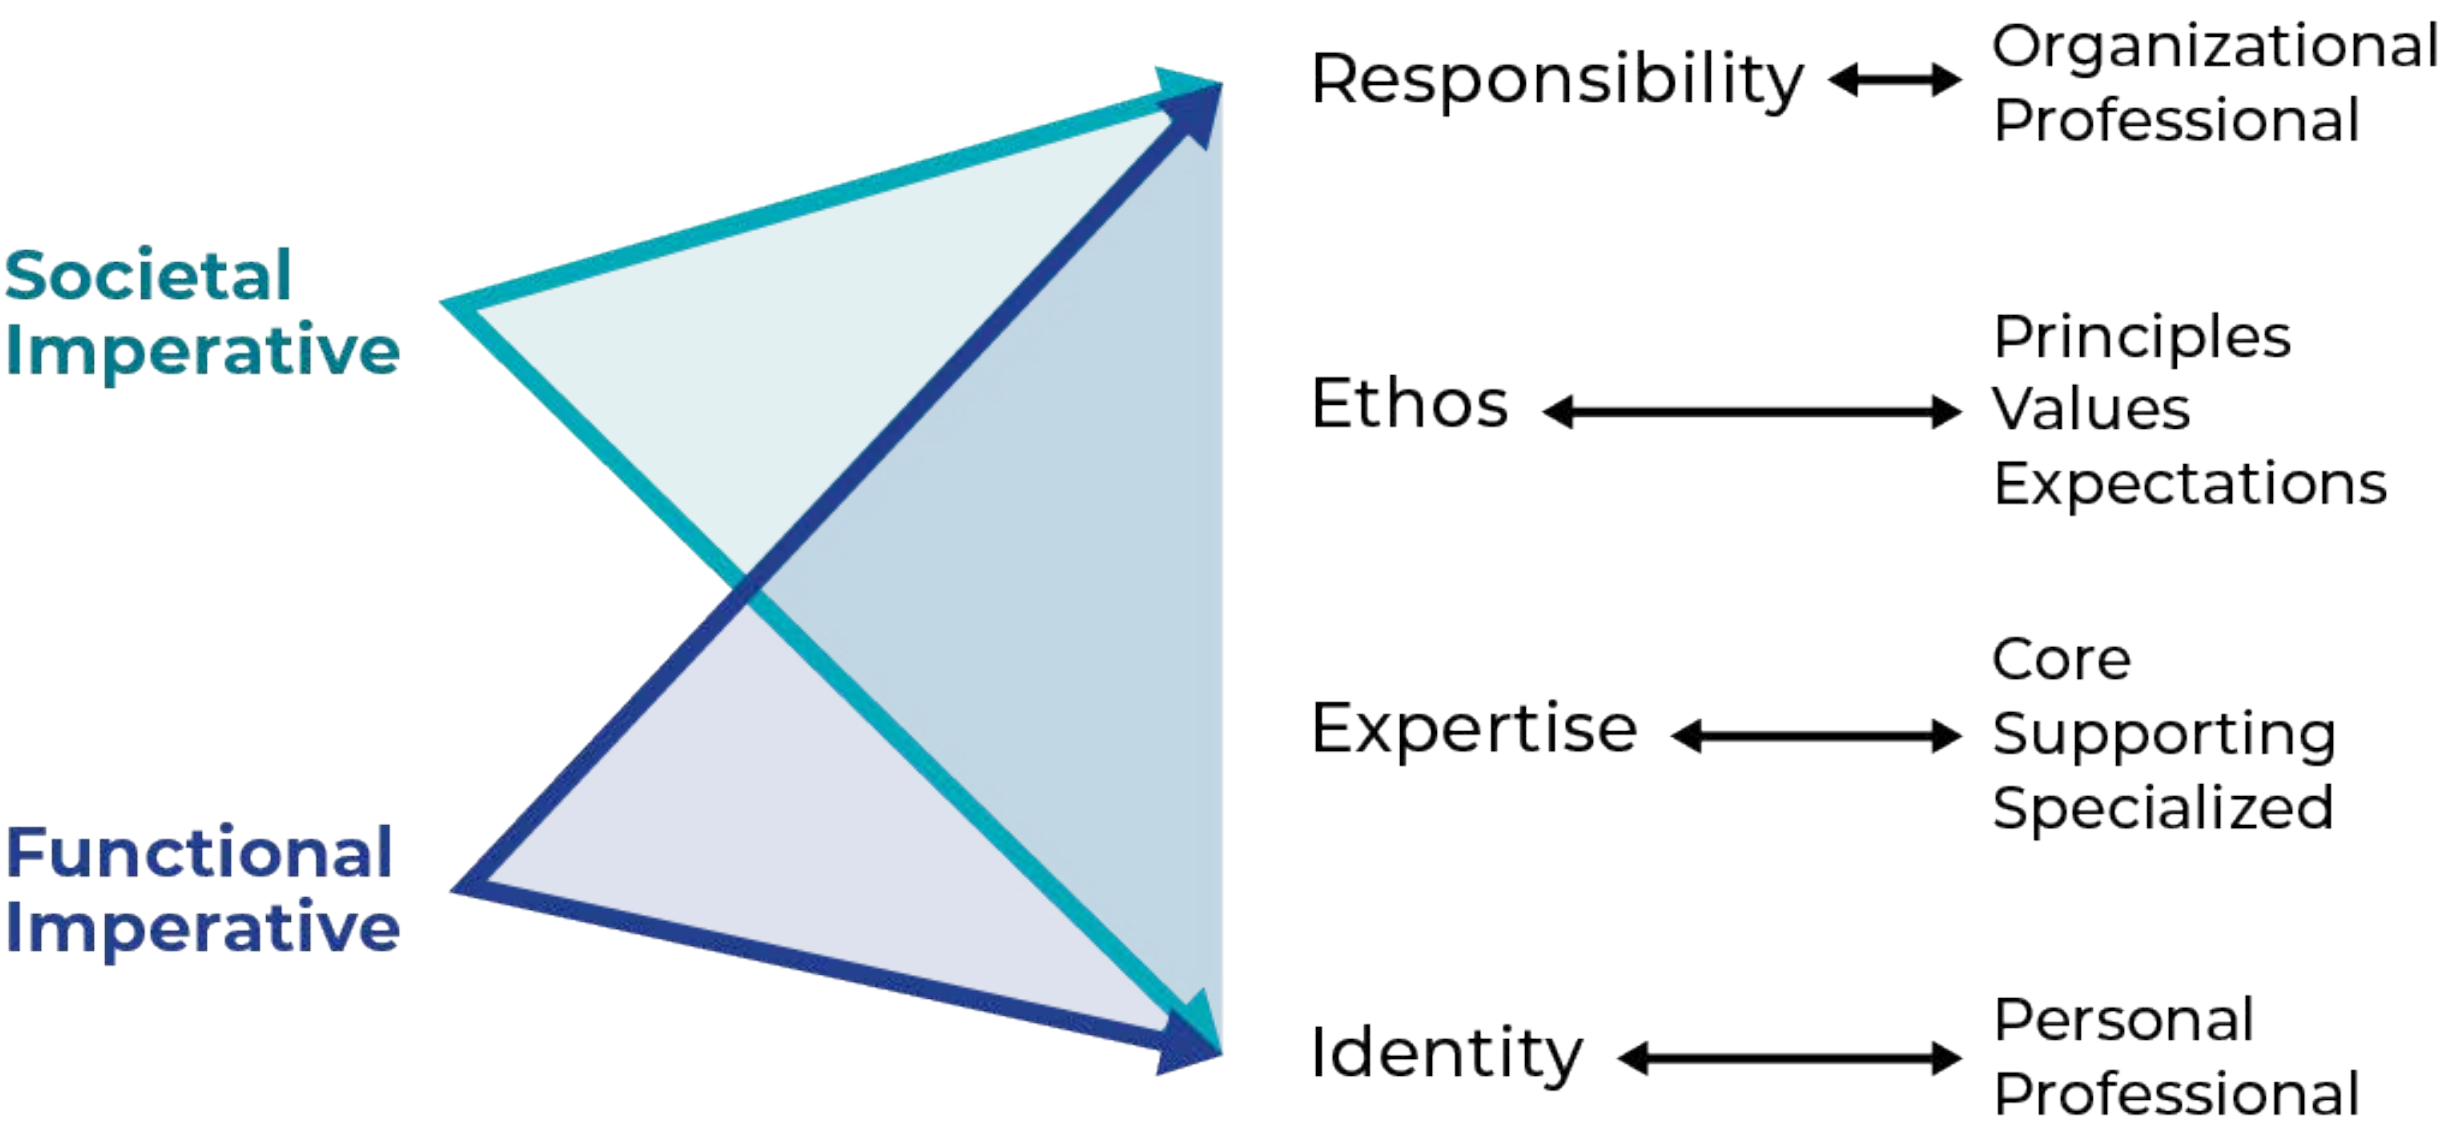 Societal
Imperative
Functional
Imperative
Responsibility
Organizational
Professional
Ethos
Principles
Values
Expectations
Expertise
Core
Supporting
Specialized
Identity
Personal
Professional